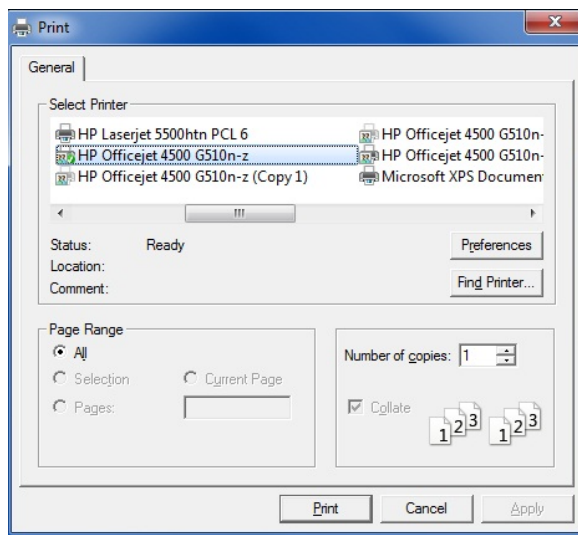 Print
General
Select Printer
HP Laserjet 5500htn PCL 6
HP Officejet 4500 G510n-z
HP Officejet 4500 G510n-z (Copy 1)
HP Officejet 4500 G510n-
HP Officejet 4500 G510n-
Microsoft XPS Documen
Status: Ready
Location:
Comment:
Preferences
Find Printer...
Page Range
All
Selection Current Page
Pages:
Number of copies: 1
Collate
1 2 3 1 2 3
Print Cancel Apply